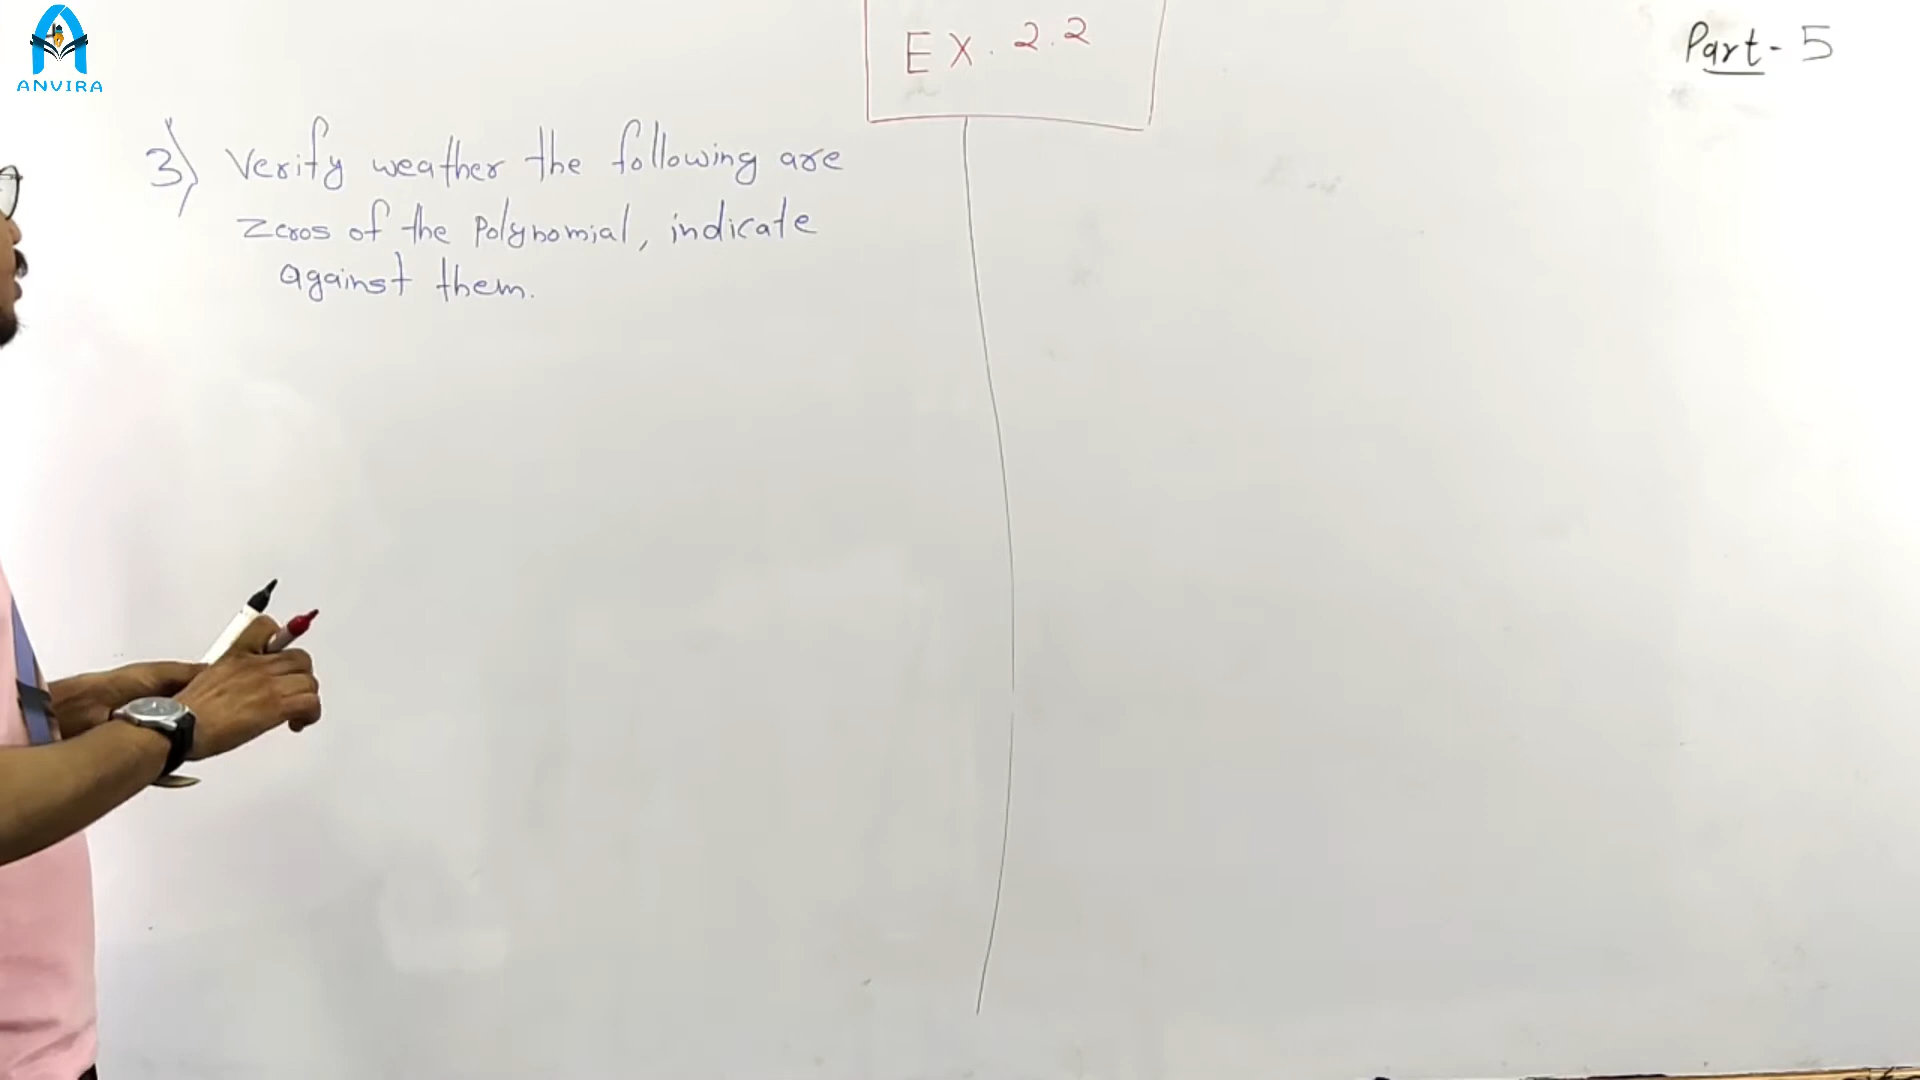 ANVIRA
EX. 2.2
Part - 5
3) Verify weather the following are
zeros of the polynomial, indicate
against them.